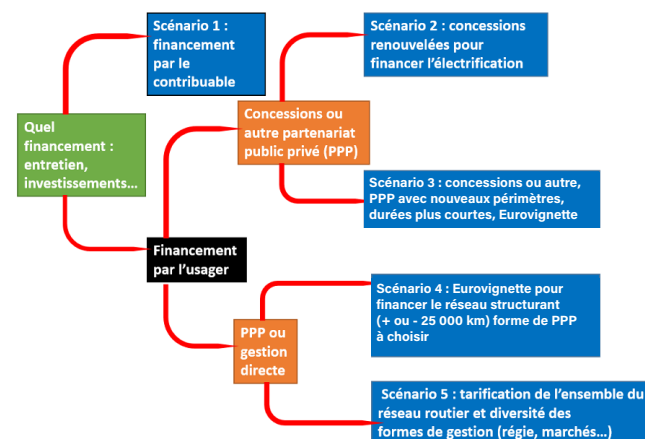 Scénario 1 :
financement
par le
contribuable
Scénario 2 : concessions
renouvelées pour
financer l'électrification
Quel
financement :
entretien,
investissements...
Concessions ou
autre partenariat
public privé (PPP)
Scénario 3 : concessions ou autre,
PPP avec nouveaux périmètres,
durées plus courtes, Eurovignette
Financement
par l'usager
Scénario 4 : Eurovignette pour
financer le réseau structurant
(+ ou - 25 000 km) forme de PPP
à choisir
PPP ou
gestion
directe
Scénario 5 : tarification de l'ensemble du
réseau routier et diversité des
formes de gestion (régie, marchés...)